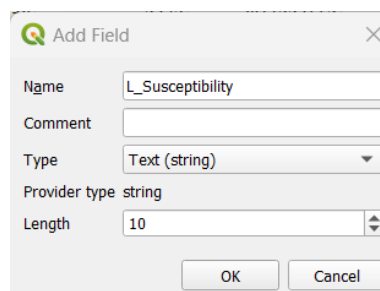 Add Field
Name L_Susceptibility
Comment
Type Text (string)
Provider type string
Length 10
OK Cancel